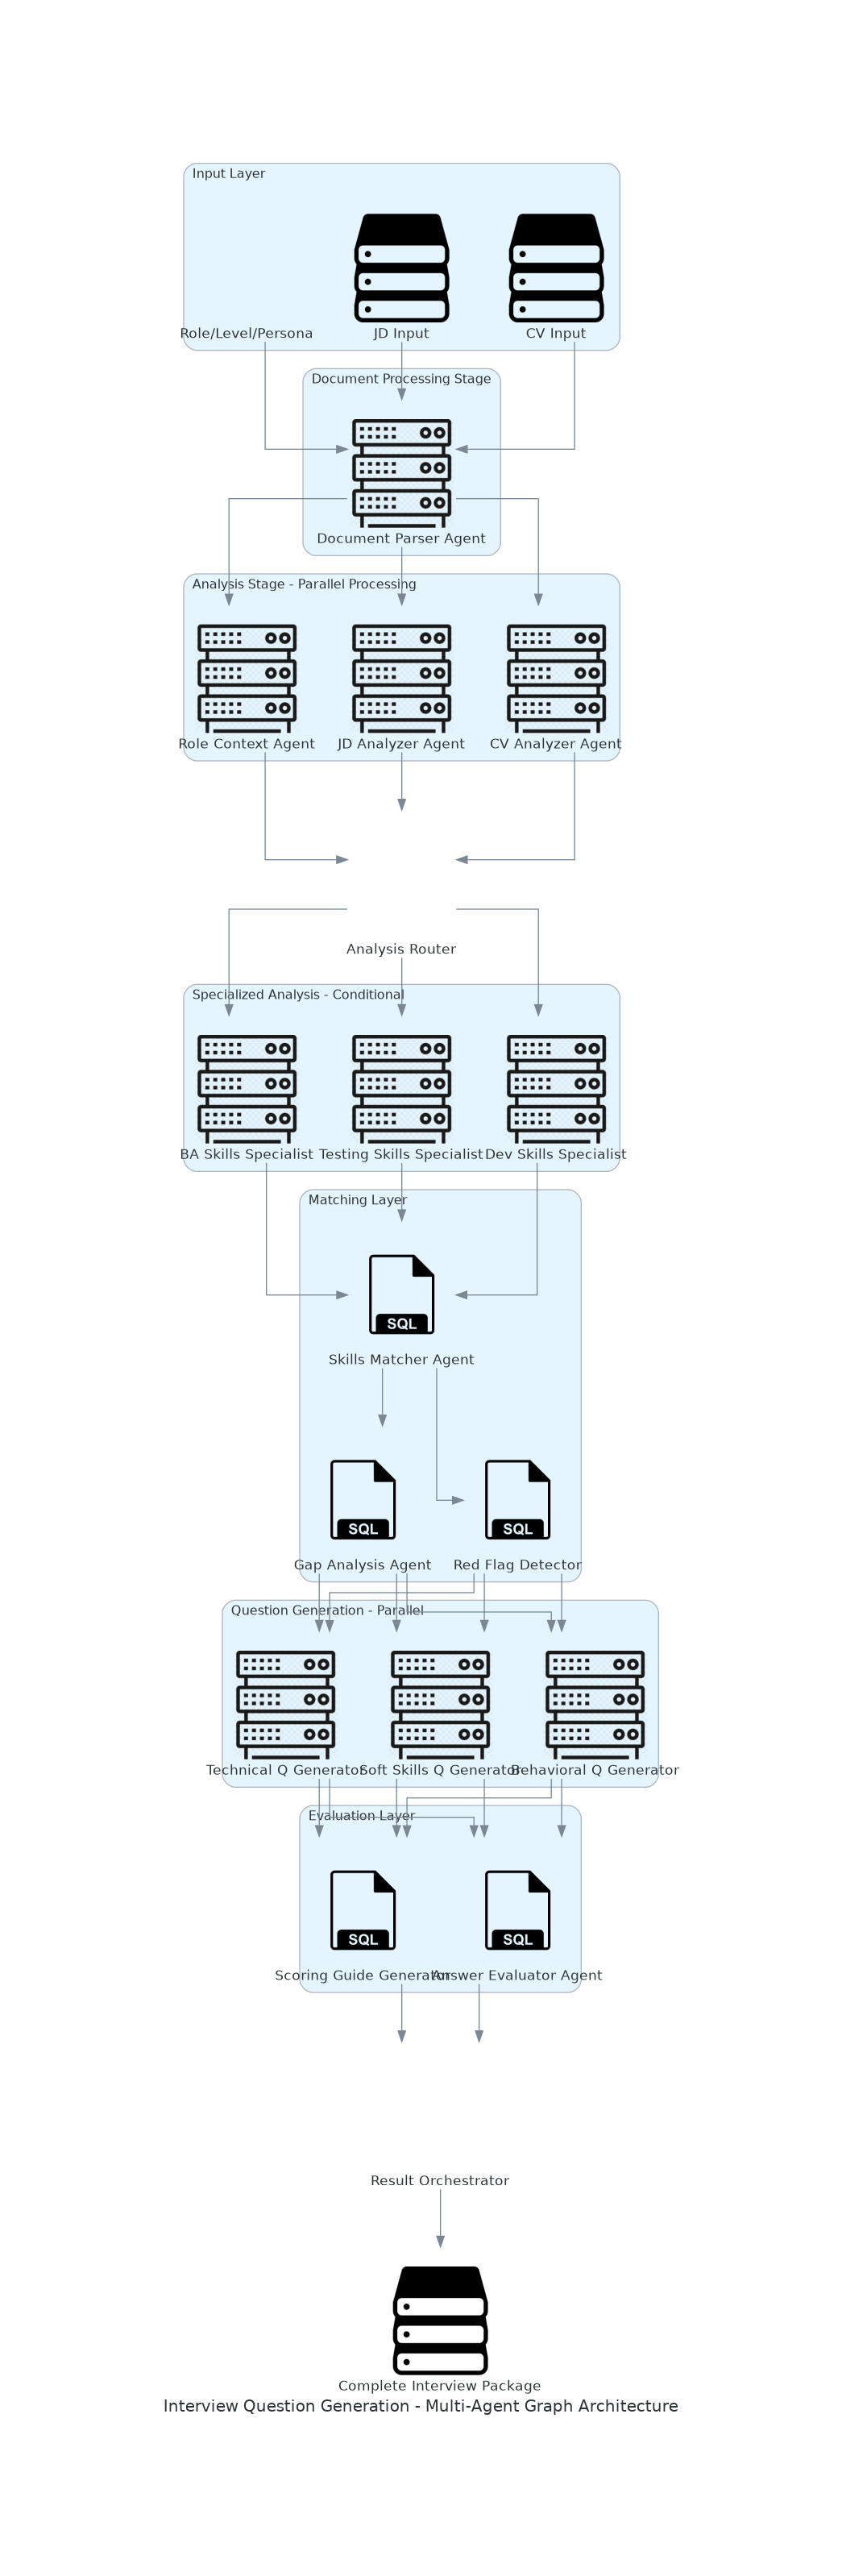 Input Layer
Role/Level/Persona
JD Input
CV Input
Document Processing Stage
Document Parser Agent
Analysis Stage - Parallel Processing
Role Context Agent
JD Analyzer Agent
CV Analyzer Agent
Analysis Router
Specialized Analysis - Conditional
BA Skills Specialist
Testing Skills Specialist
Dev Skills Specialist
Matching Layer
SQL
Skills Matcher Agent
SQL
SQL
Gap Analysis Agent
Red Flag Detector
Question Generation - Parallel
Technical Q Generator
Soft Skills Q Generator
Behavioral Q Generator
Evaluation Layer
SQL
SQL
Scoring Guide Generator
Answer Evaluator Agent
Result Orchestrator
Complete Interview Package
Interview Question Generation - Multi-Agent Graph Architecture